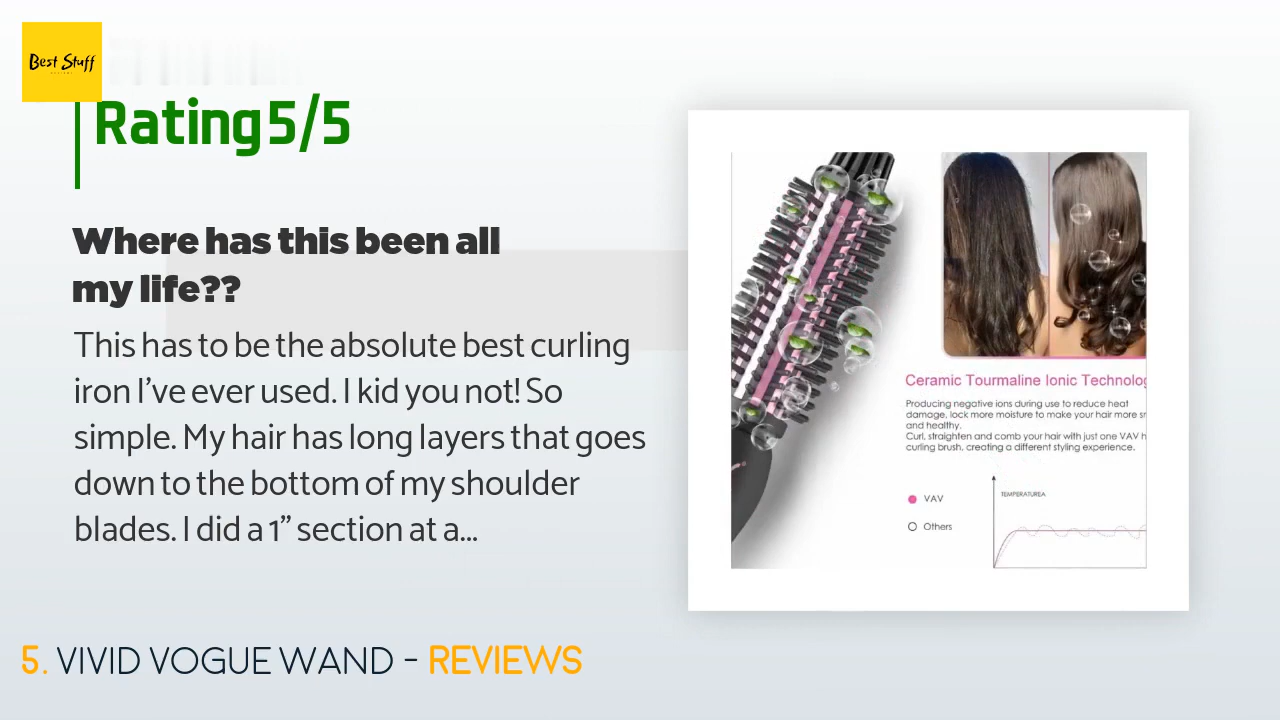 Best Stuff
Rating 5/5
Where has this been all
my life??
This has to be the absolute best curling
iron I've ever used. I kid you not! So
simple. My hair has long layers that goes
down to the bottom of my shoulder
blades. I did a 1” section at a...
Ceramic Tourmaline Ionic Technolog
Producing negative ions during use to reduce heat
damage, lock more moisture to make your hair more
and healthy.
Curl, straighten and comb your hair with just one VAV
curling brush, creating a different styling experience.
TEMPERATUREA
VAV
Others
5. VIVID VOGUE WAND - REVIEWS